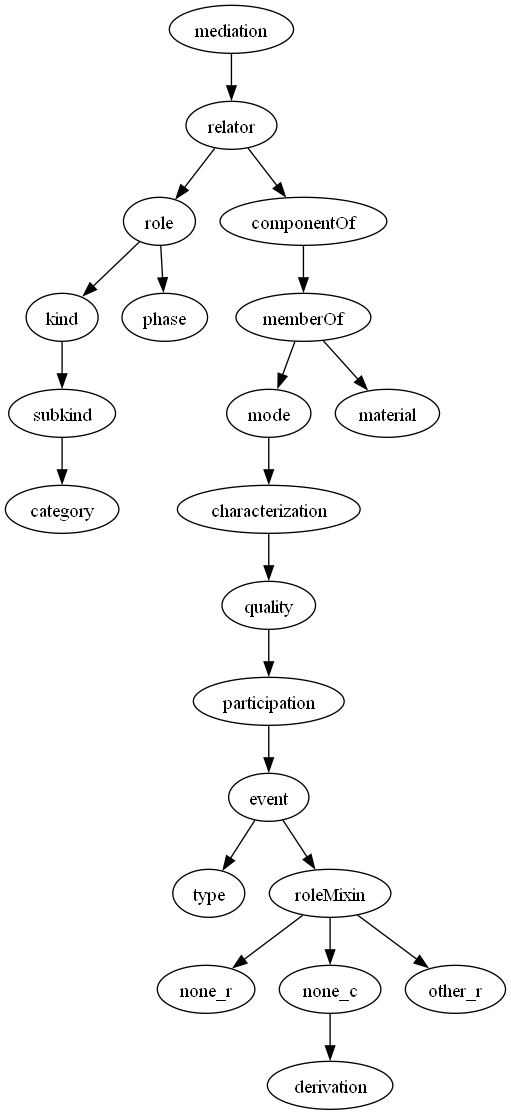 mediation
relator
role
componentOf
kind
phase
memberOf
subkind
mode
material
category
characterization
quality
participation
event
type
roleMixin
none_r
none_c
other_r
derivation